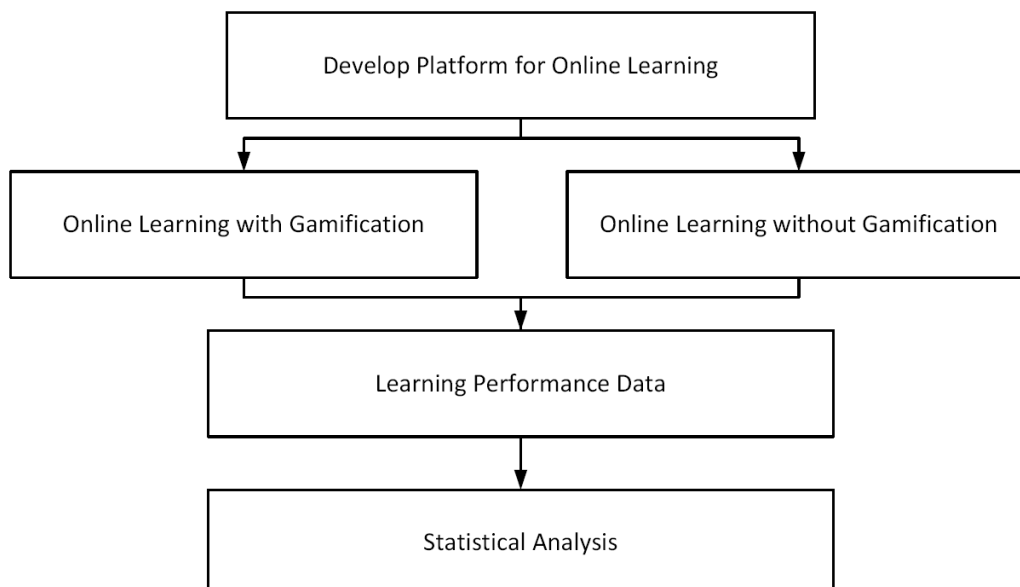 Develop Platform for Online Learning
Online Learning with Gamification
Online Learning without Gamification
Learning Performance Data
Statistical Analysis